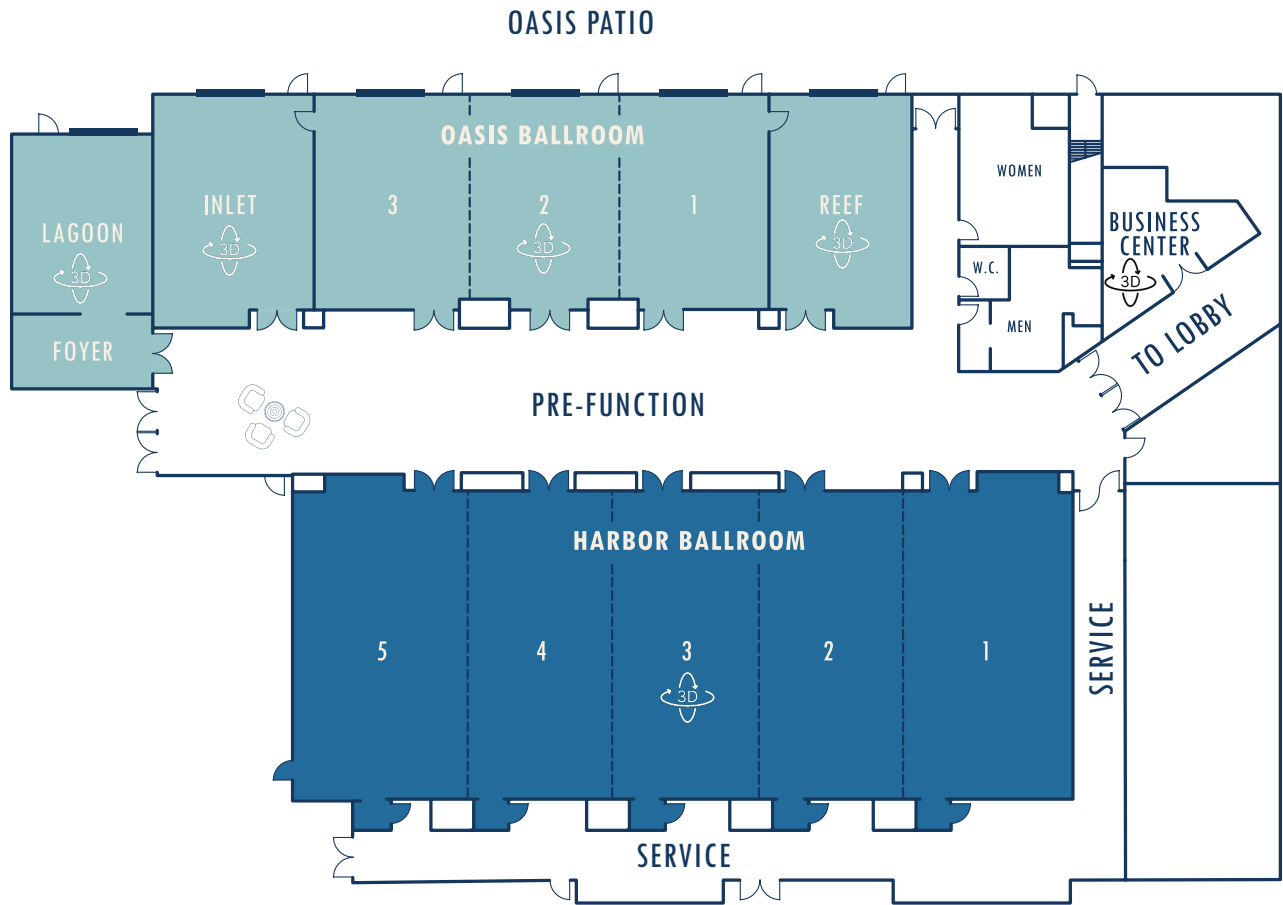 OASIS PATIO
OASIS BALLROOM
WOMEN
INLET
3
2
1
REEF
LAGOON
BUSINESS
CENTER
3D
3D
3D
3D
W.C.
3D
MEN
FOYER
TO LOBBY
PRE-FUNCTION
HARBOR BALLROOM
5
4
3
2
1
3D
SERVICE
SERVICE